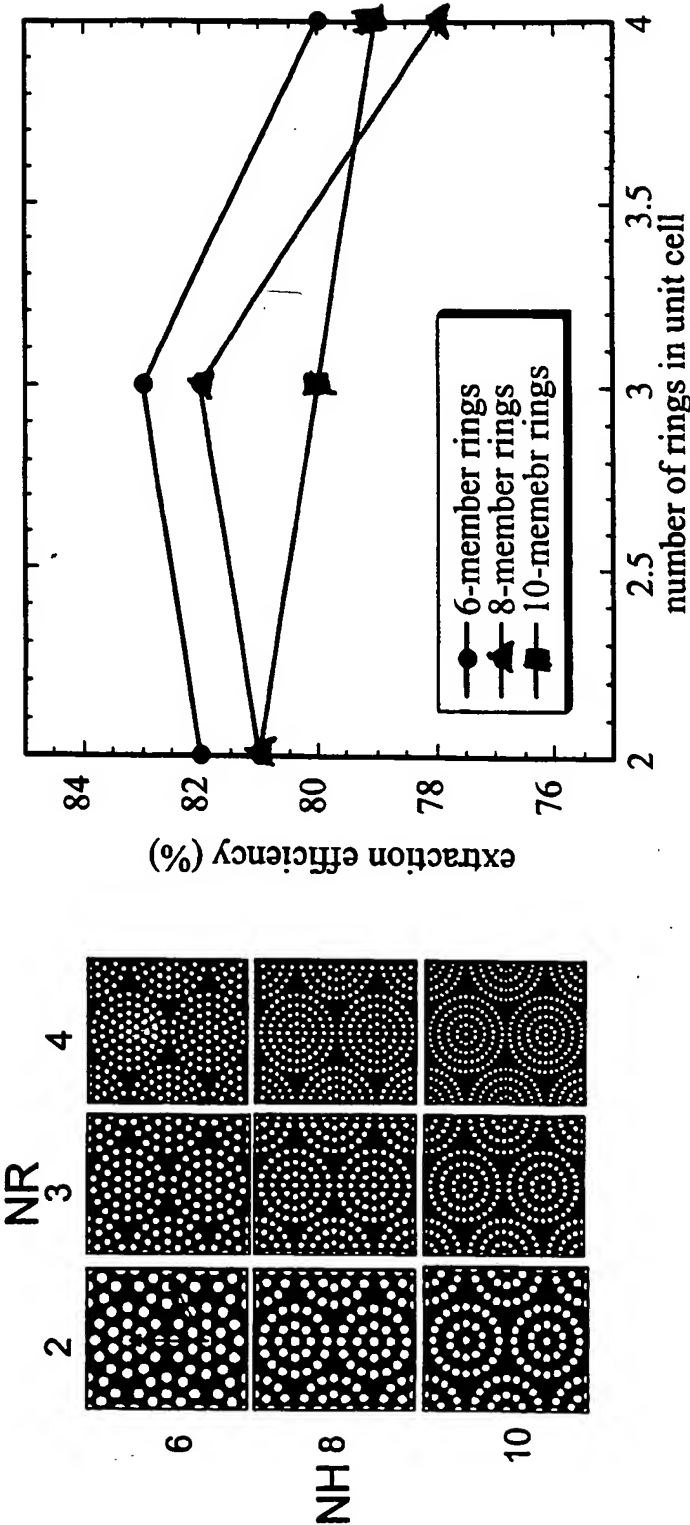 NR
2 3 4
6
NH 8
10
extraction efficiency (%)
84
82
80
78
76
2 2.5 3 3.5 4
number of rings in unit cell
6-member rings
8-member rings
10-memebr rings